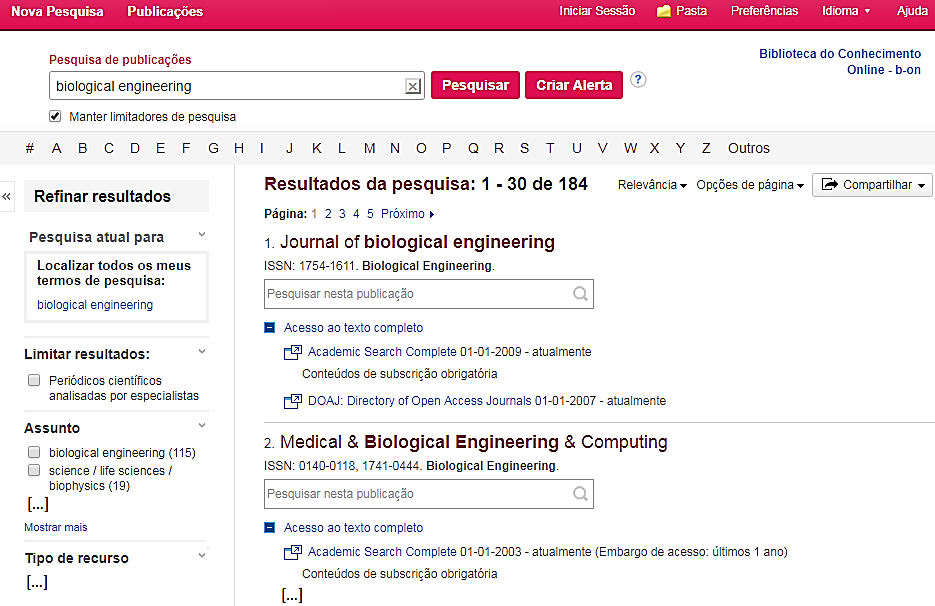 Nova Pesquisa Publicações Iniciar Sessão Pasta Preferências Idioma Ajuda
Pesquisa de publicações
Biblioteca do Conhecimento
Online - b-on
biological engineering Pesquisar Criar Alerta ?
Manter limitadores de pesquisa
# A B C D E F G H I J K L M N O P Q R S T U V W X Y Z Outros
«
Refinar resultados
Pesquisa atual para
Localizar todos os meus
termos de pesquisa:
biological engineering
Limitar resultados:
Periódicos científicos
analisadas por especialistas
Assunto
biological engineering (115)
science / life sciences /
biophysics (19)
[...]
Mostrar mais
Tipo de recurso
[...]
Resultados da pesquisa: 1 - 30 de 184 Relevância Opções de página Compartilhar
Página: 1 2 3 4 5 Próximo
1. Journal of biological engineering
ISSN: 1754-1611. Biological Engineering.
Pesquisar nesta publicação
Acesso ao texto completo
Academic Search Complete 01-01-2009 - atualmente
Conteúdos de subscrição obrigatória
DOAJ: Directory of Open Access Journals 01-01-2007 - atualmente
2. Medical & Biological Engineering & Computing
ISSN: 0140-0118, 1741-0444. Biological Engineering.
Pesquisar nesta publicação
Acesso ao texto completo
Academic Search Complete 01-01-2003 - atualmente (Embargo de acesso: últimos 1 ano)
Conteúdos de subscrição obrigatória
[...]